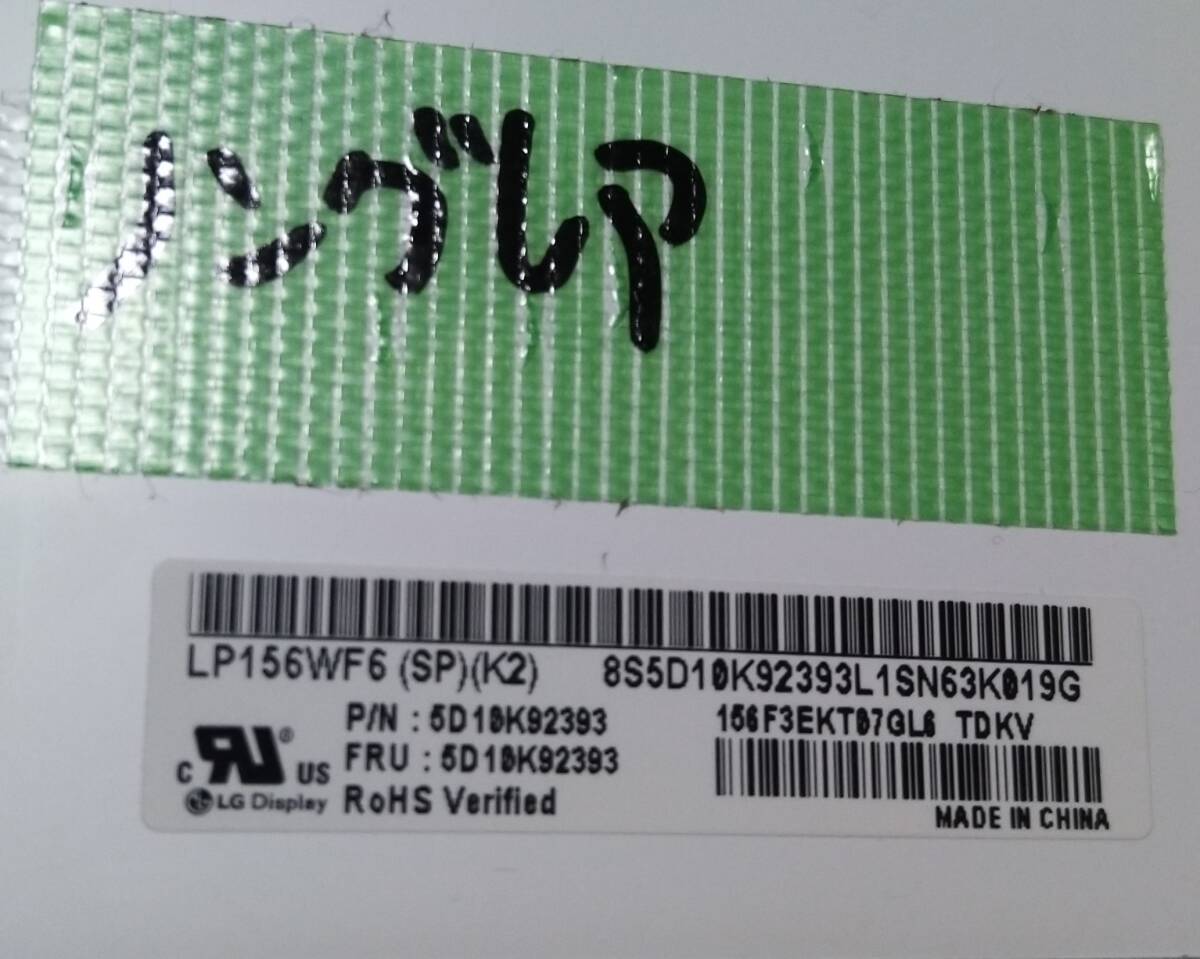 ノングレア
LP156WF6 (SP)(K2) 8S5D10K92393L1SN63K019G
P/N : 5D10K92393 156F3EKT07GL6 TDKV
FRU : 5D10K92393
C RU ® US
LG Display RoHS Verified
MADE IN CHINA